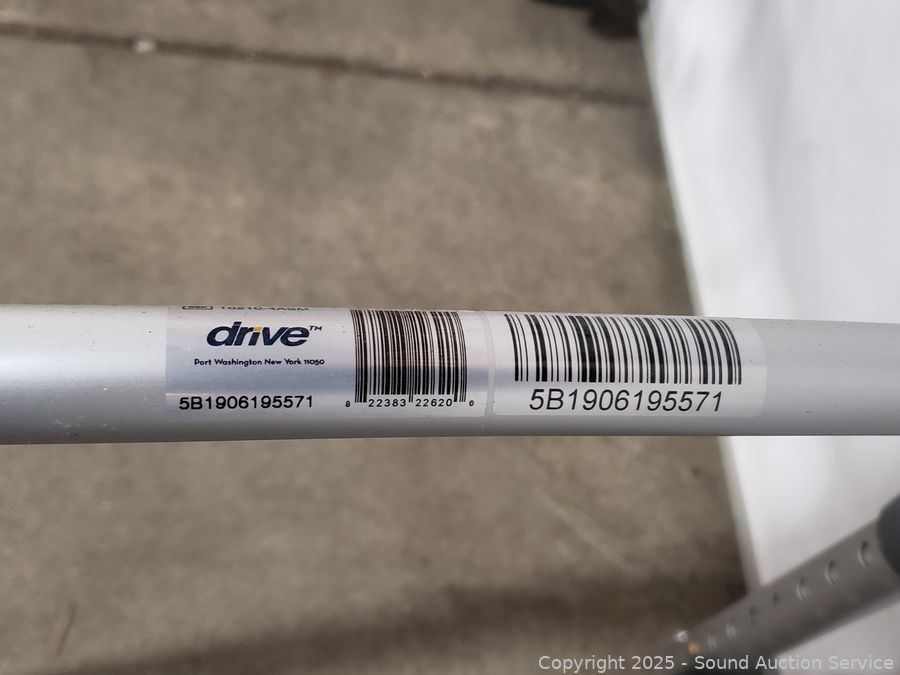 drive™
Port Washington New York 11050
5B1906195571
8 22383 22620 0
5B1906195571
Copyright 2025 - Sound Auction Service